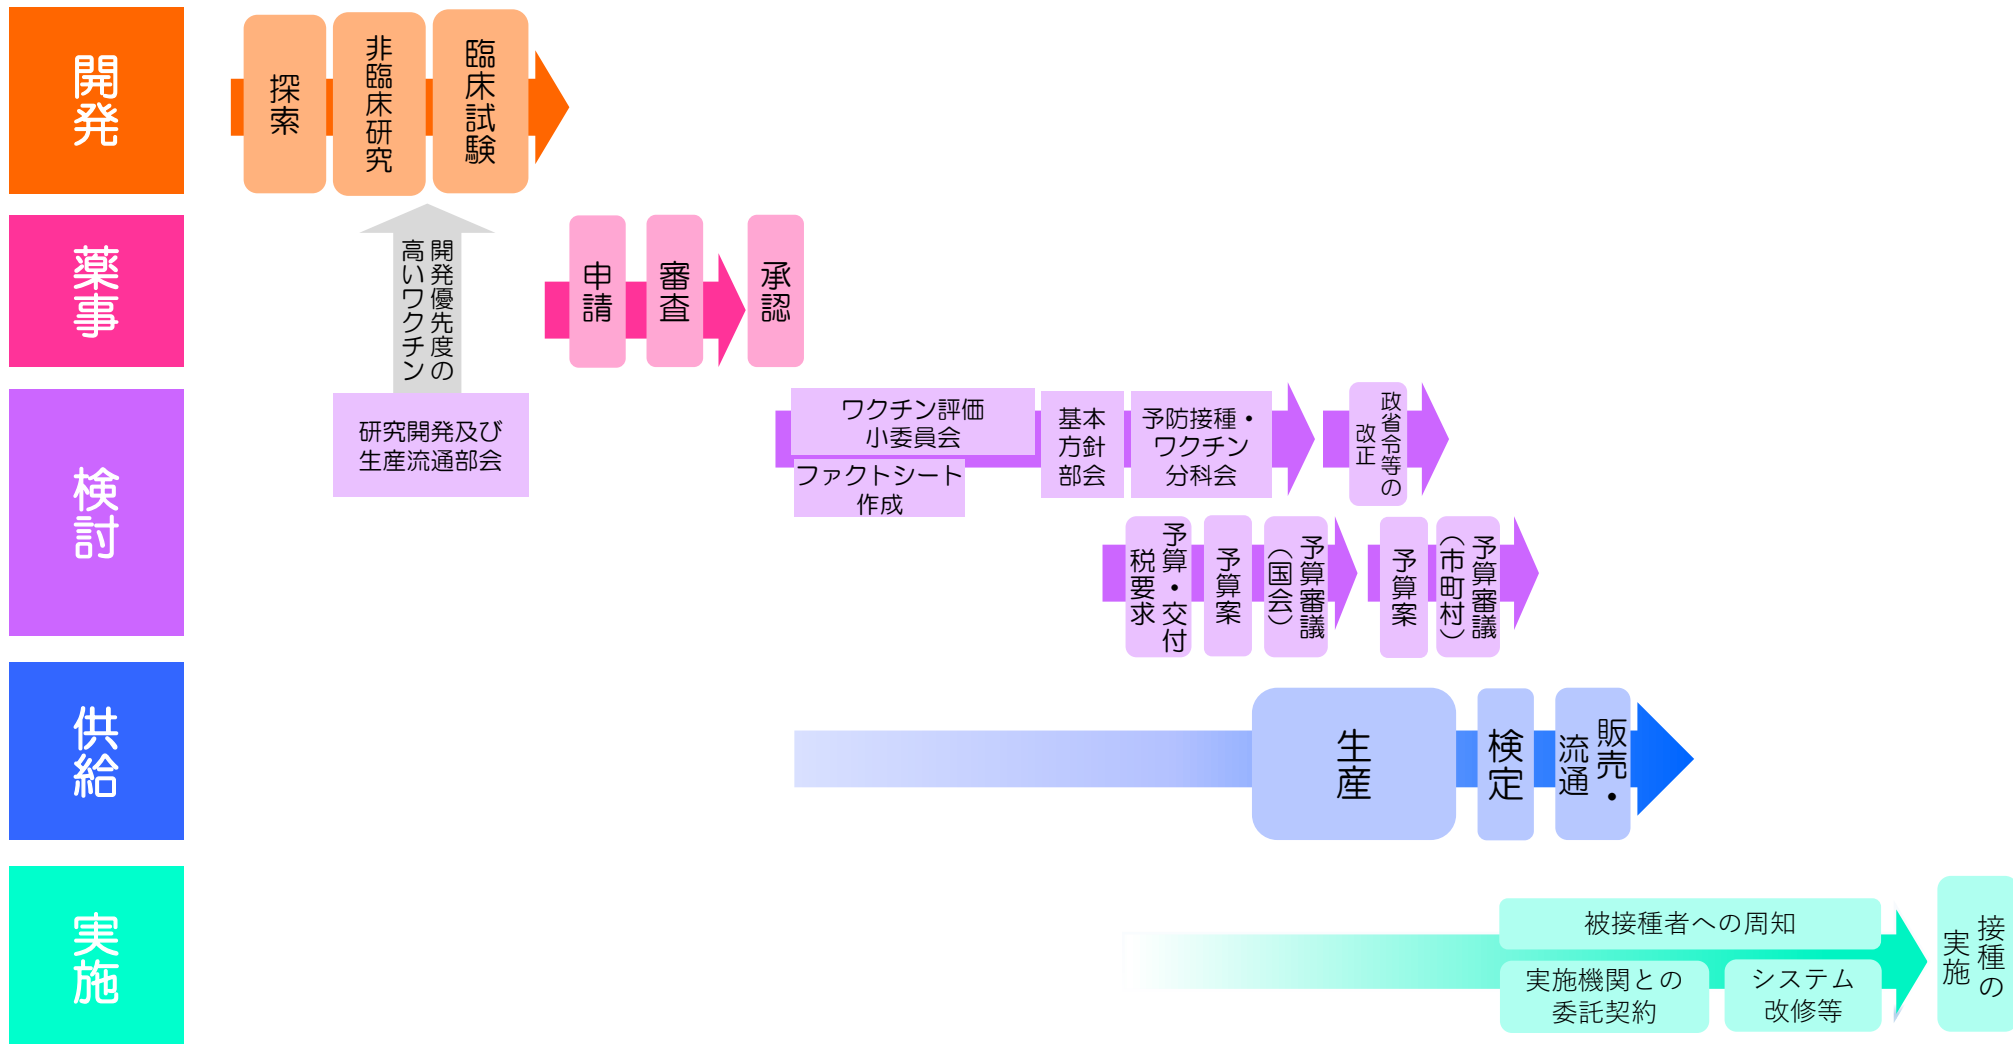 開発
探索
非臨床研究
臨床試験
薬事
開発優先度の
高いワクチン
申請
審査
承認
検討
研究開発及び
生産流通部会
ワクチン評価
小委員会
ファクトシート
作成
基本
方針
部会
予防接種・
ワクチン
分科会
政省令等の
改正
予算・交付
税要求
予算案
予算審議
（国会）
予算案
予算審議
（市町村）
供給
生産
検定
販売・
流通
実施
被接種者への周知
実施機関との
委託契約
システム
改修等
接種の
実施